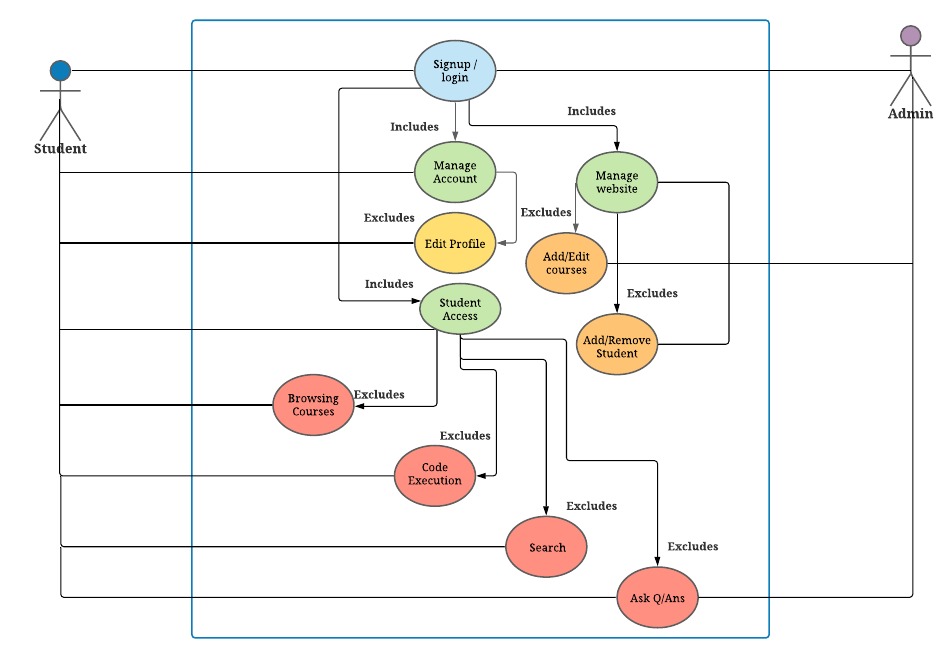 Signup /
login
Includes
Admin
Includes
Student
Manage
Account
Manage
website
Excludes
Excludes
Edit Profile
Add/Edit
courses
Includes
Excludes
Student
Access
Add/Remove
Student
Browsing
Courses
Excludes
Excludes
Code
Execution
Excludes
Search
Excludes
Ask Q/Ans